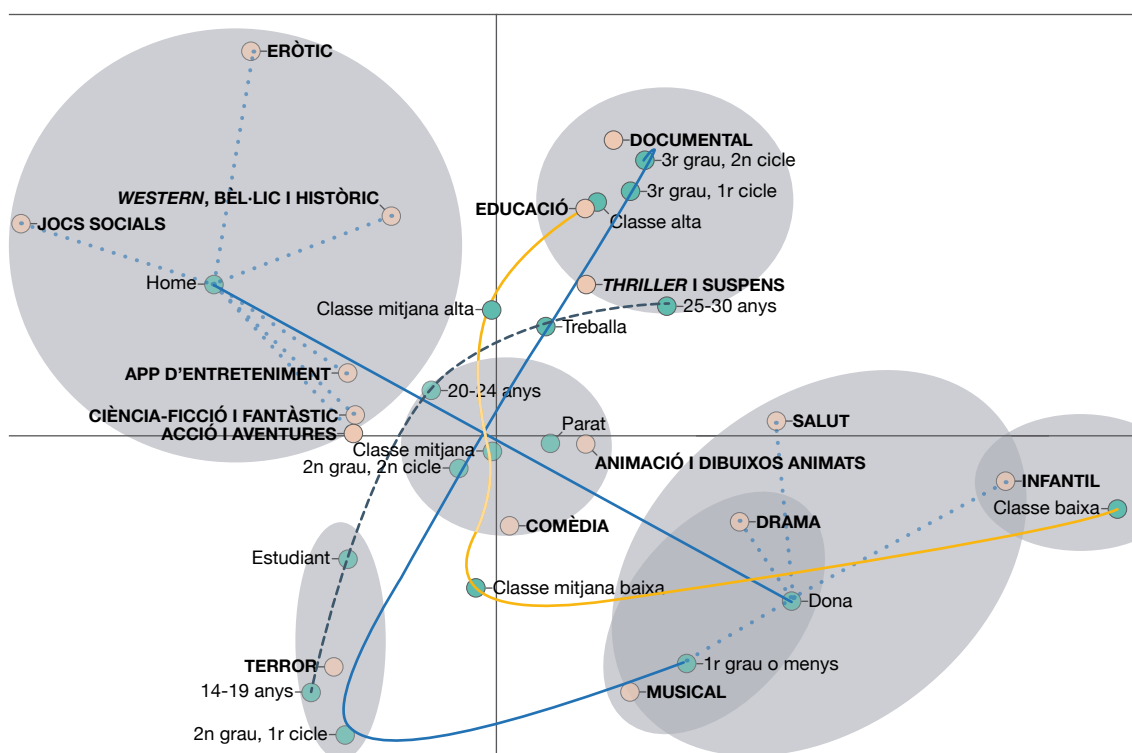 ERÒTIC
DOCUMENTAL
3r grau, 2n cicle
WESTERN, BÈL·LIC I HISTÒRIC
3r grau, 1r cicle
JOCS SOCIALS
EDUCACIÓ
Classe alta
Home
THRILLER I SUSPENS
Classe mitjana alta
25-30 anys
Treballa
APP D’ENTRETENIMENT
20-24 anys
CIÈNCIA-FICCIÓ I FANTÀSTIC
SALUT
ACCIÓ I AVENTURES
Parat
Classe mitjana
2n grau, 2n cicle
ANIMACIÓ I DIBUIXOS ANIMATS
INFANTIL
Classe baixa
COMÈDIA
DRAMA
Estudiant
Classe mitjana baixa
Dona
TERROR
1r grau o menys
14-19 anys
MUSICAL
2n grau, 1r cicle